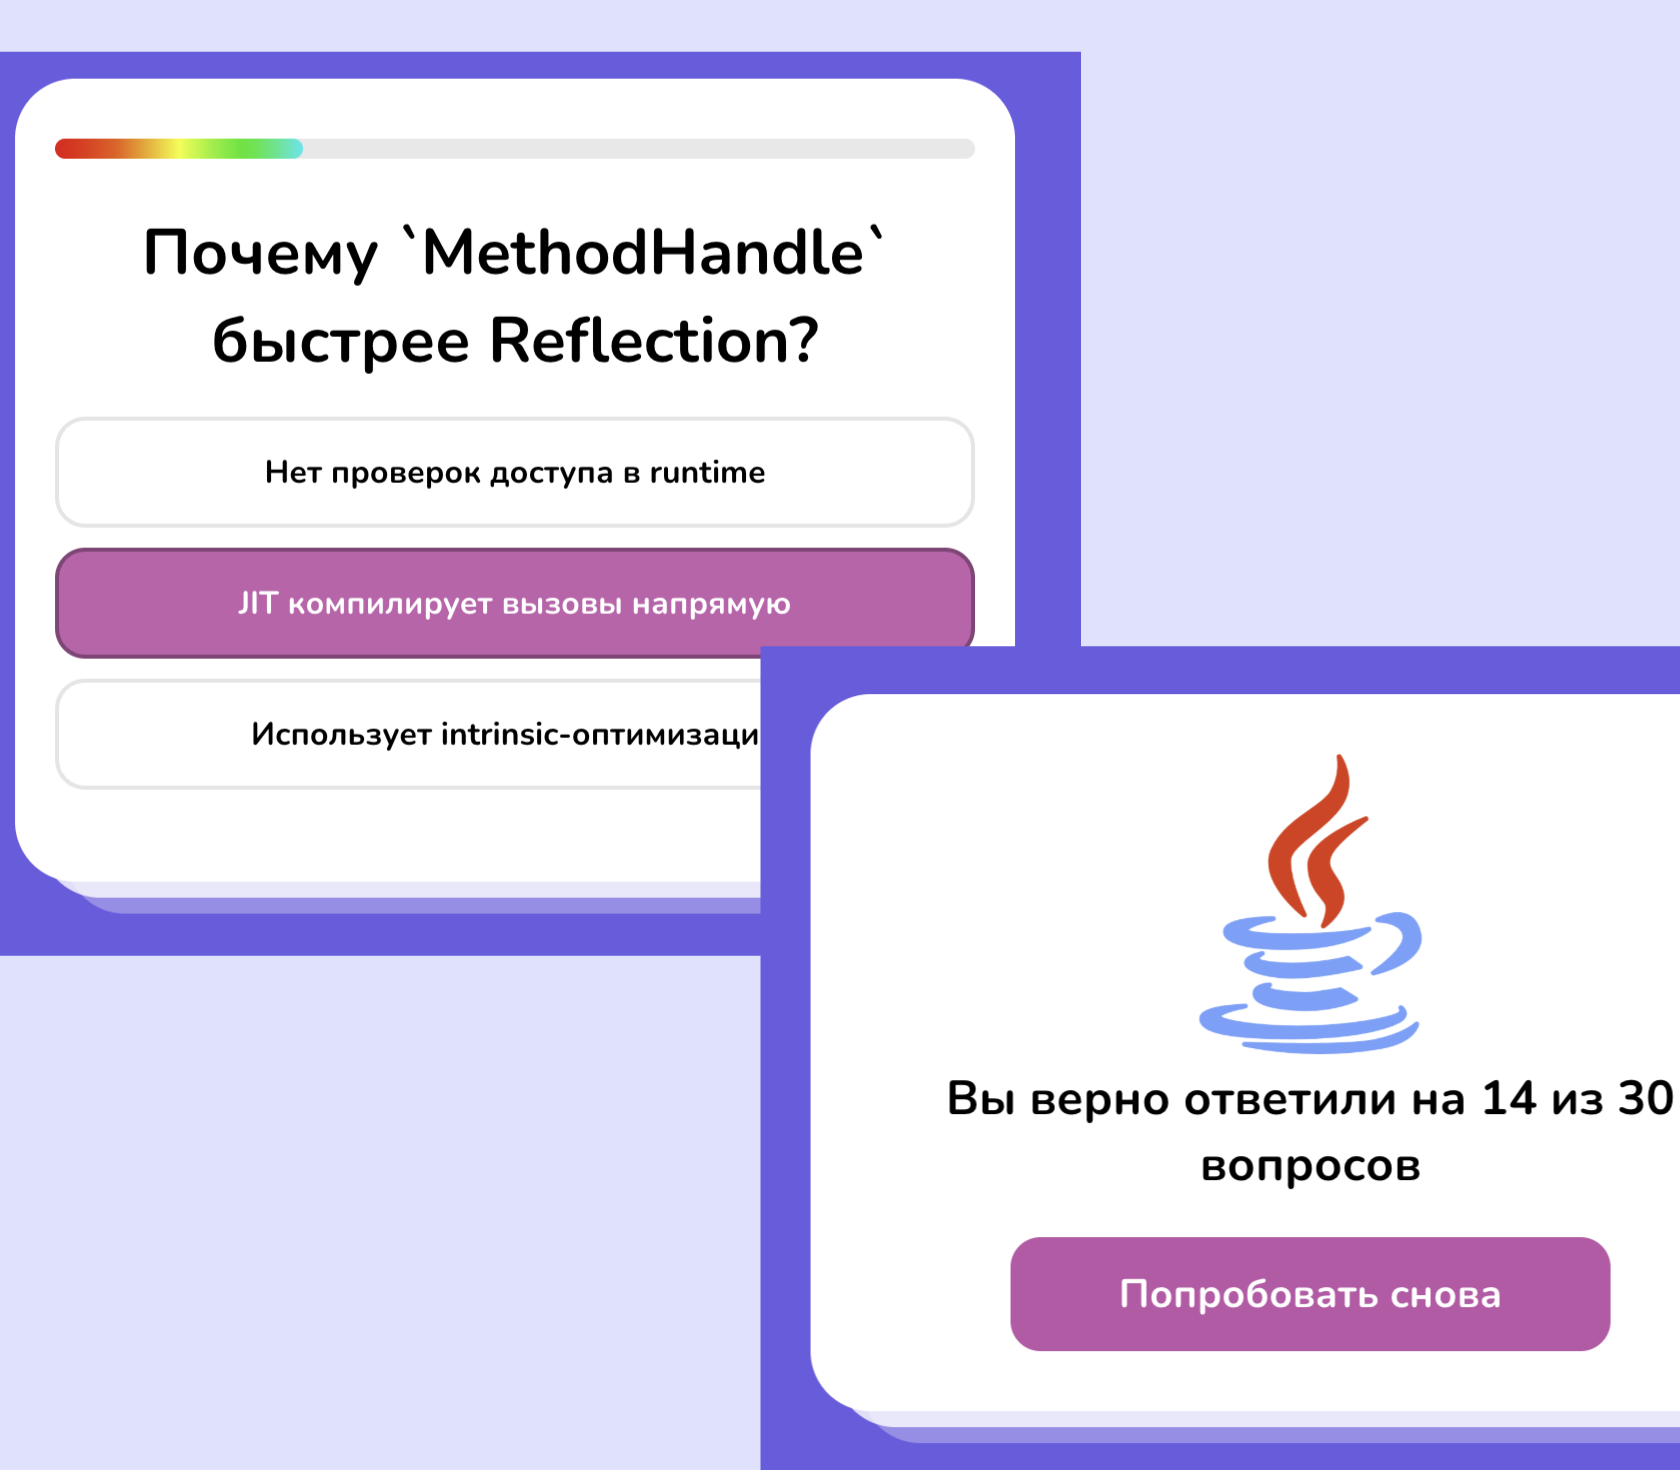 Почему `MethodHandle`
быстрее Reflection?
Нет проверок доступа в runtime
JIT компилирует вызовы напрямую
Использует intrinsic-оптимизаци
Вы верно ответили на 14 из 30
вопросов
Попробовать снова